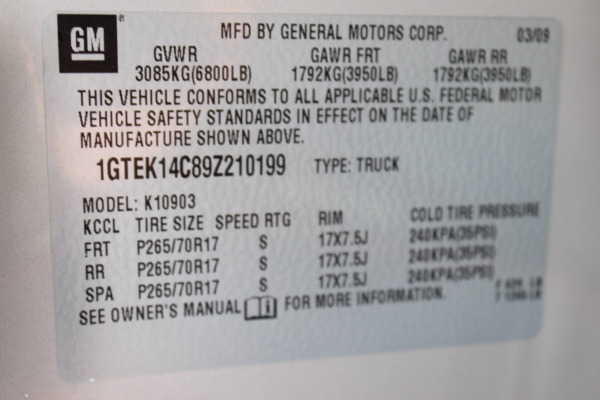 GM
MFD BY GENERAL MOTORS CORP. 03/09
GVWR GAWR FRT GAWR RR
3085KG(6800LB) 1792KG(3950LB) 1792KG(3950LB)
THIS VEHICLE CONFORMS TO ALL APPLICABLE U.S. FEDERAL MOTOR
VEHICLE SAFETY STANDARDS IN EFFECT ON THE DATE OF
MANUFACTURE SHOWN ABOVE.
1GTEK14C89Z210199 TYPE: TRUCK
MODEL: K10903
KCCL TIRE SIZE SPEED RTG RIM COLD TIRE PRESSURE
FRT P265/70R17 S 17X7.5J 240KPA(35PSI)
RR P265/70R17 S 17X7.5J 240KPA(35PSI)
SPA P265/70R17 S 17X7.5J 240KPA(35PSI)
SEE OWNER'S MANUAL i FOR MORE INFORMATION.